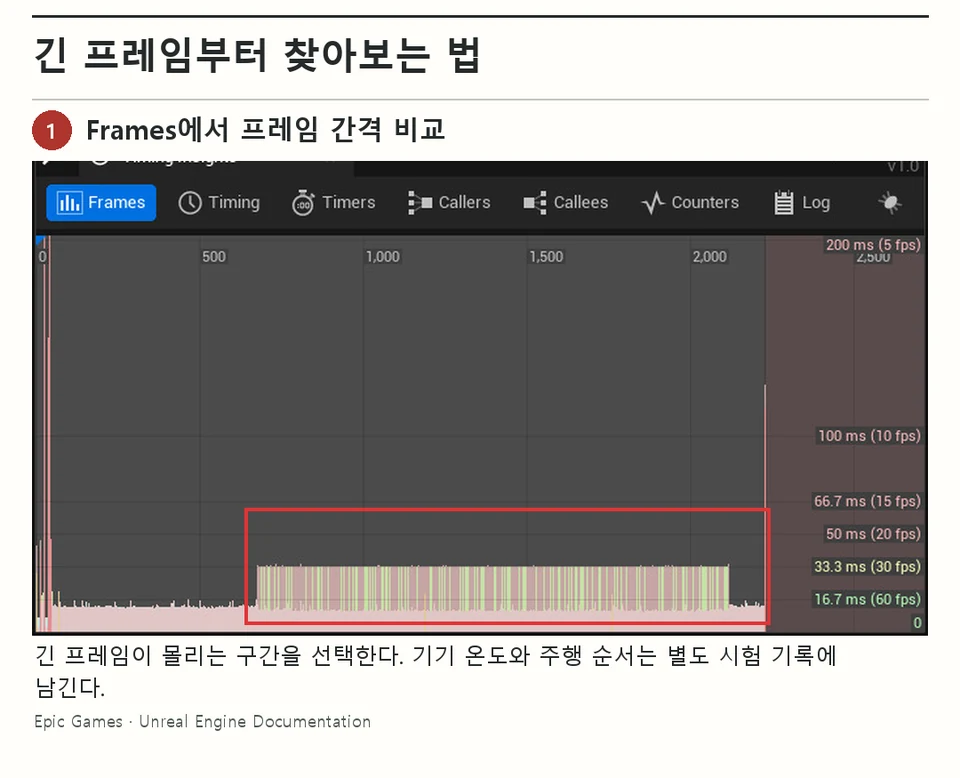 긴 프레임부터 찾아보는 법
1 Frames에서 프레임 간격 비교
v1.0
Frames Timing Timers Callers Callees Counters Log
200 ms (5 fps)
0 500 1,000 1,500 2,000 2,500
100 ms (10 fps)
66.7 ms (15 fps)
50 ms (20 fps)
33.3 ms (30 fps)
16.7 ms (60 fps)
0
긴 프레임이 몰리는 구간을 선택한다. 기기 온도와 주행 순서는 별도 시험 기록에
남긴다.
Epic Games · Unreal Engine Documentation